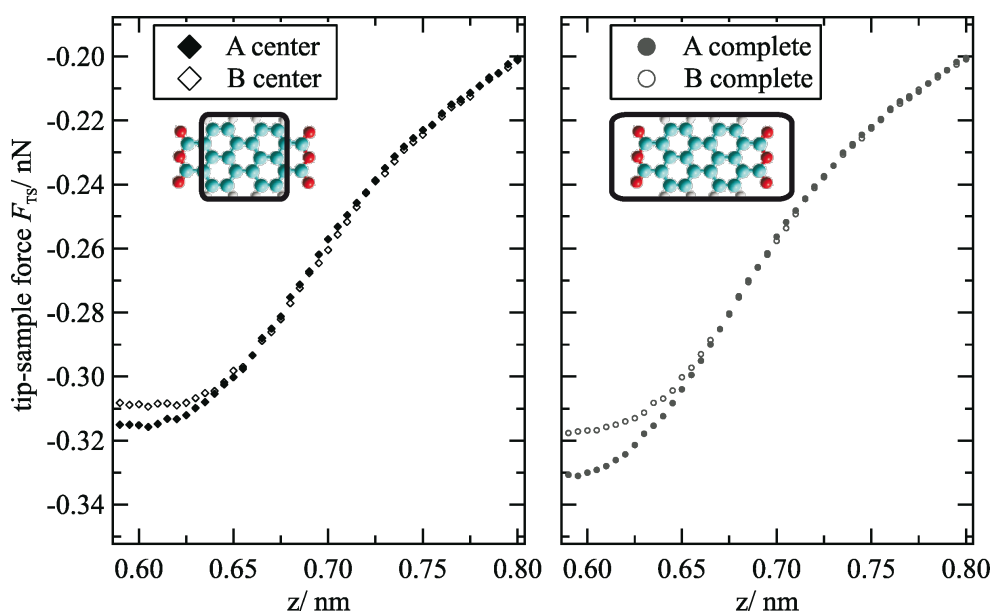 A center
B center
A complete
B complete
tip-sample force F_TS/ nN
-0.20
-0.22
-0.24
-0.26
-0.28
-0.30
-0.32
-0.34
0.60 0.65 0.70 0.75 0.80
0.60 0.65 0.70 0.75 0.80
z/ nm
z/ nm